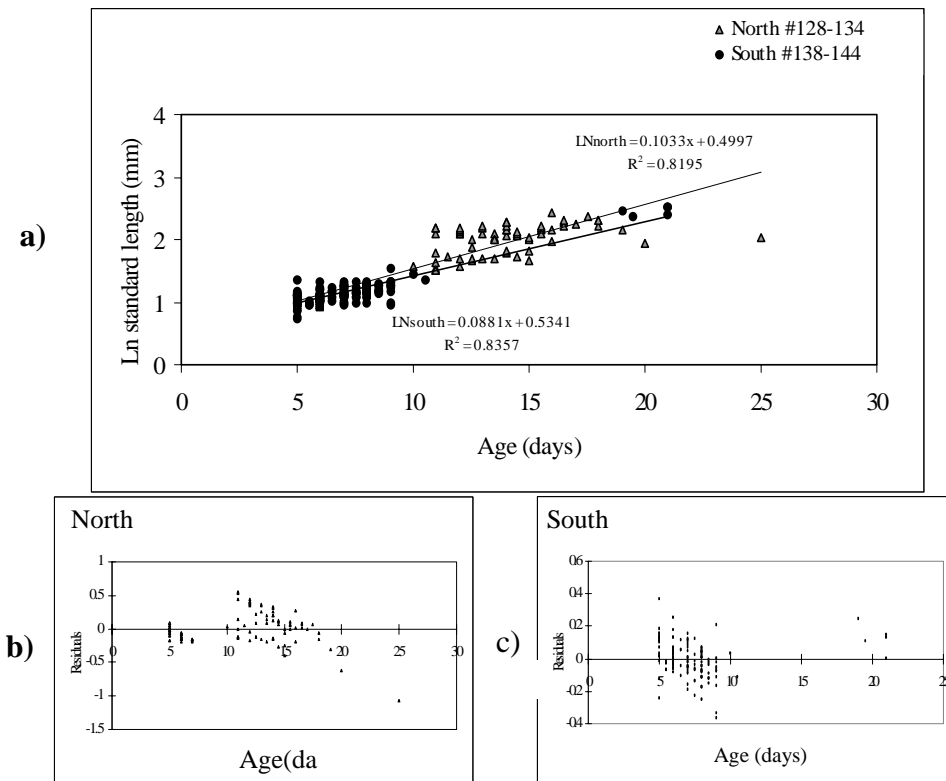 a)
North #128-134
South #138-144
Ln standard length (mm)
4
3
2
1
0
LNnorth=0.1033x+0.4997
R² = 0.8195
LNsouth=0.0881x+0.5341
R² = 0.8357
0 5 10 15 20 25 30
Age (days)
b)
North
Residuals
1
0.5
0
-0.5
-1
-1.5
0 5 10 15 20 25 30
Age(da
c)
South
Residuals
0.6
0.4
0.2
0
-0.2
-0.4
0 5 10 15 20 25
Age (days)